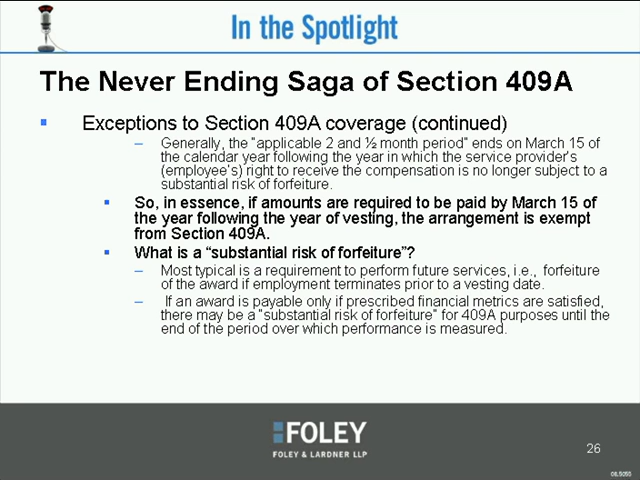 In the Spotlight
The Never Ending Saga of Section 409A
▪ Exceptions to Section 409A coverage (continued)
– Generally, the "applicable 2 and ½ month period" ends on March 15 of
the calendar year following the year in which the service provider's
(employee's) right to receive the compensation is no longer subject to a
substantial risk of forfeiture.
▪ So, in essence, if amounts are required to be paid by March 15 of
the year following the year of vesting, the arrangement is exempt
from Section 409A.
▪ What is a "substantial risk of forfeiture"?
– Most typical is a requirement to perform future services, i.e., forfeiture
of the award if employment terminates prior to a vesting date.
– If an award is payable only if prescribed financial metrics are satisfied,
there may be a "substantial risk of forfeiture" for 409A purposes until the
end of the period over which performance is measured.
FOLEY
FOLEY & LARDNER LLP
26
08.5055